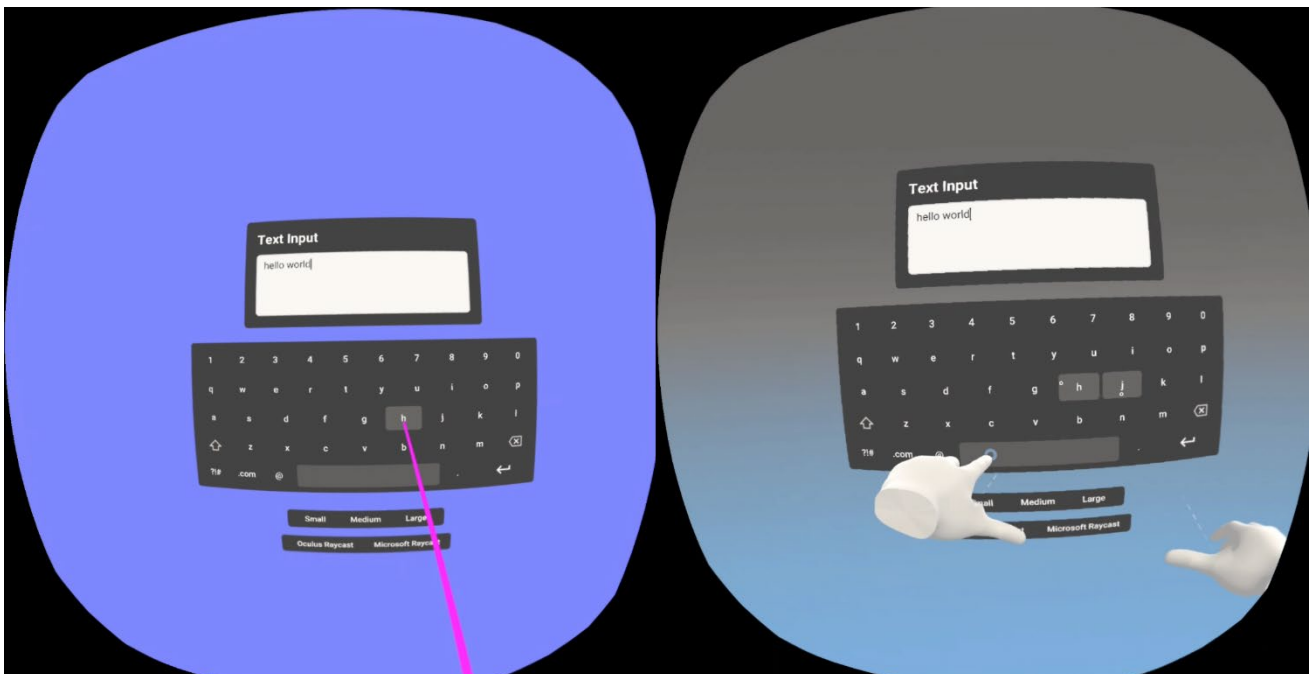 Text Input
hello world
1 2 3 4 5 6 7 8 9 0
q w e r t y u i o p
a s d f g h j k l
z x c v b n m
?!# .com @ .
Small Medium Large
Oculus Raycast Microsoft Raycast
Text Input
hello world
1 2 3 4 5 6 7 8 9 0
q w e r t y u i o p
a s d f g h j k l
z x c v b n m
?!# .com @ .
Medium Large
Microsoft Raycast